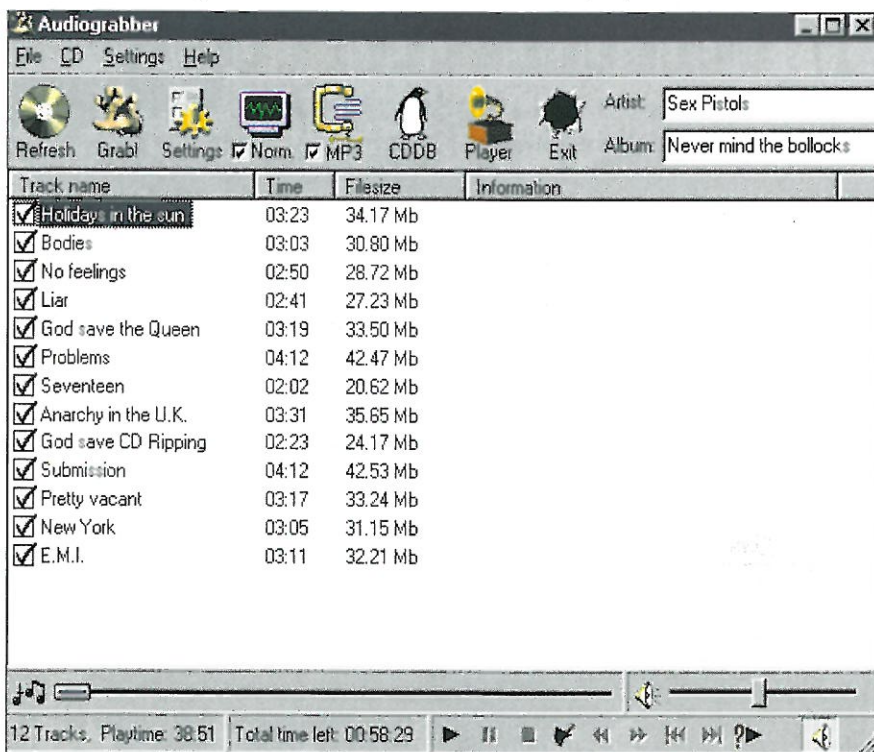 Audiograbber
File CD Settings Help
Refresh Grab! Settings Norm. MP3 CDDB Player Exit
Artist: Sex Pistols
Album: Never mind the bollocks
Track name Time Filesize Information
Holidays in the sun 03:23 34.17 Mb
Bodies 03:03 30.80 Mb
No feelings 02:50 28.72 Mb
Liar 02:41 27.23 Mb
God save the Queen 03:19 33.50 Mb
Problems 04:12 42.47 Mb
Seventeen 02:02 20.62 Mb
Anarchy in the U.K. 03:31 35.65 Mb
God save CD Ripping 02:23 24.17 Mb
Submission 04:12 42.53 Mb
Pretty vacant 03:17 33.24 Mb
New York 03:05 31.15 Mb
E.M.I. 03:11 32.21 Mb
12 Tracks, Playtime: 38:51 Total time left: 00:58:29